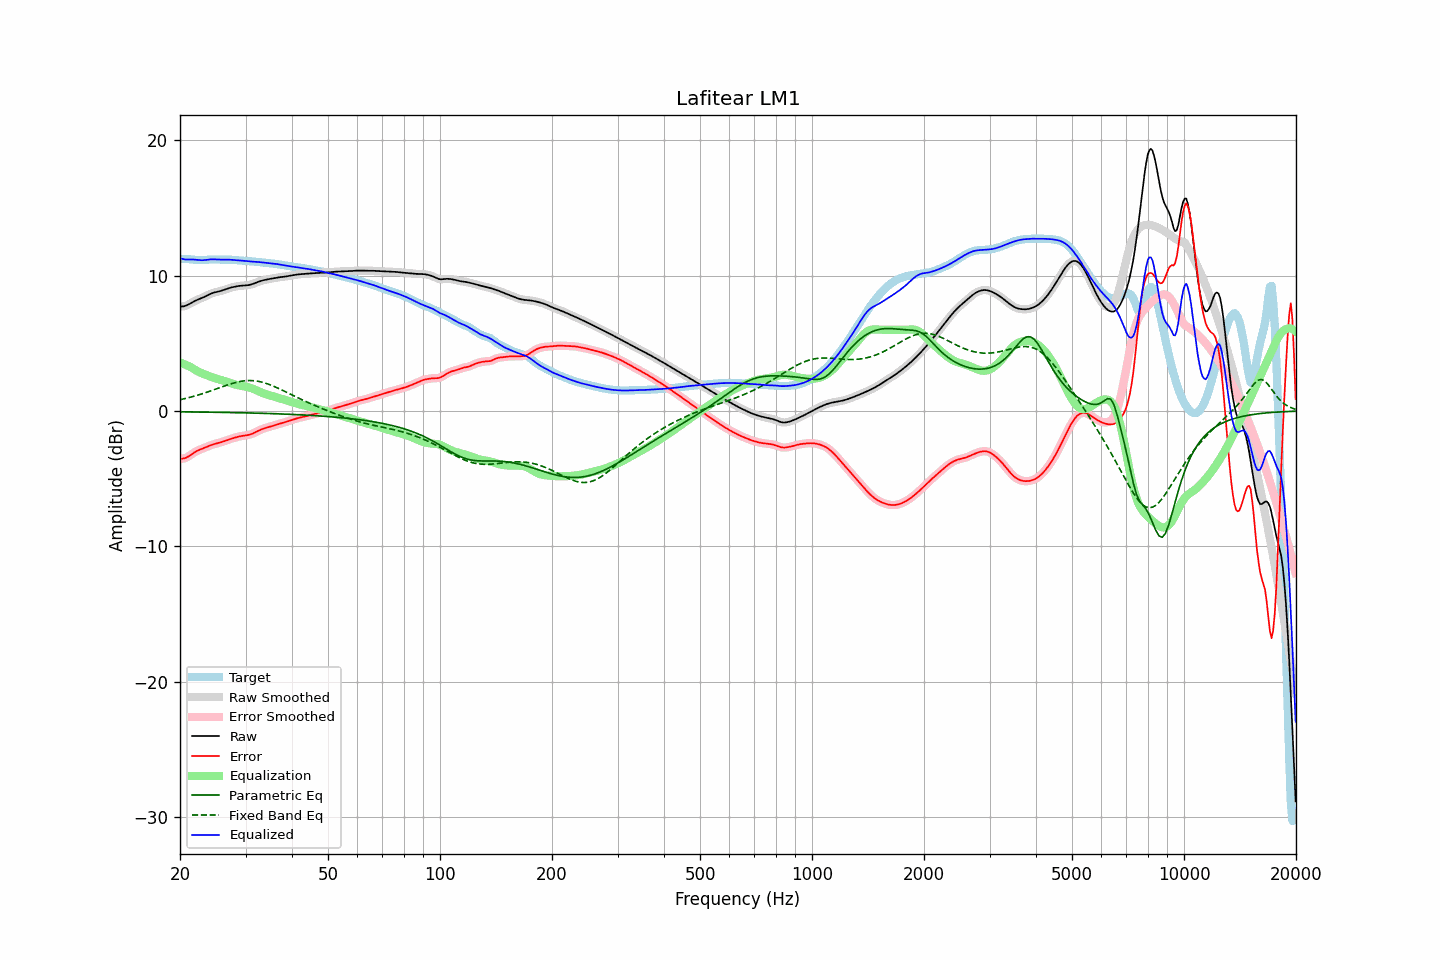 Lafitear LM1
20
10
0
−10
−20
−30
Amplitude (dBr)
Target
Raw Smoothed
Error Smoothed
Raw
Error
Equalization
Parametric Eq
Fixed Band Eq
Equalized
20 50 100 200 500 1000 2000 5000 10000 20000
Frequency (Hz)